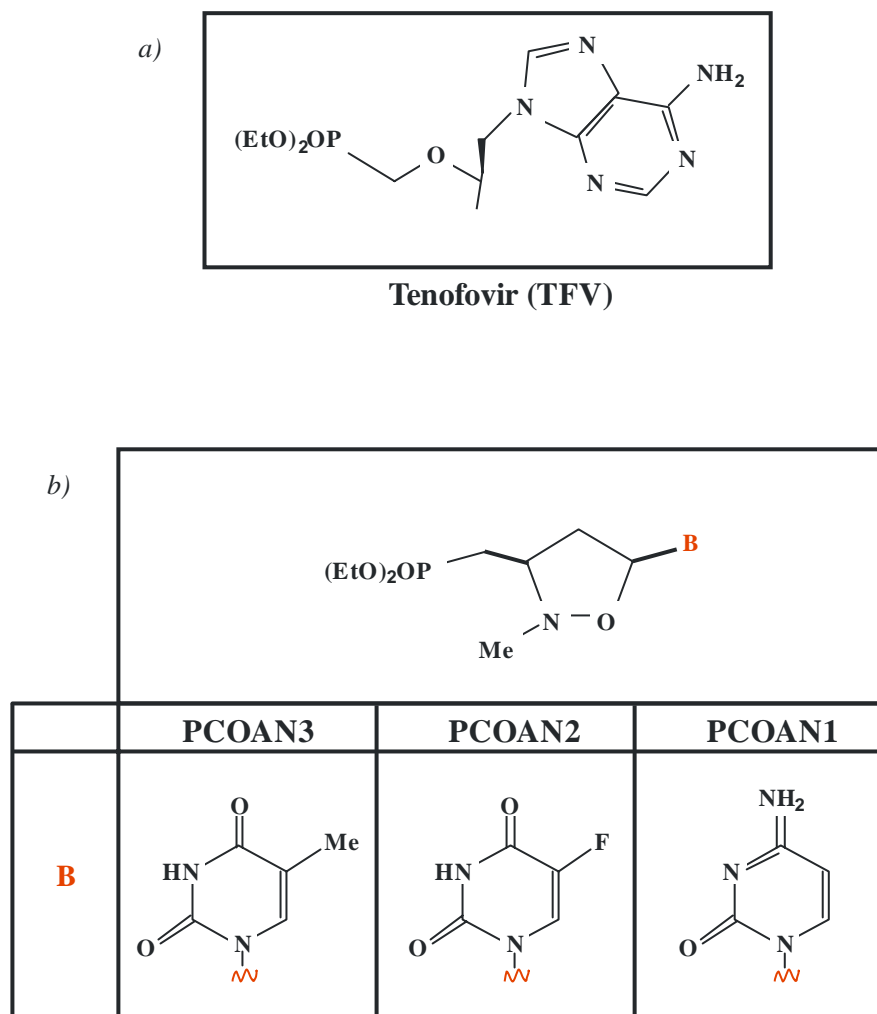 a)
N
NH2
N
(EtO)2OP
O
N
N
Tenofovir (TFV)
b)
B
(EtO)2OP
N O
Me
PCOAN3 PCOAN2 PCOAN1
O O NH2
Me F
B HN HN N
O N O N O N